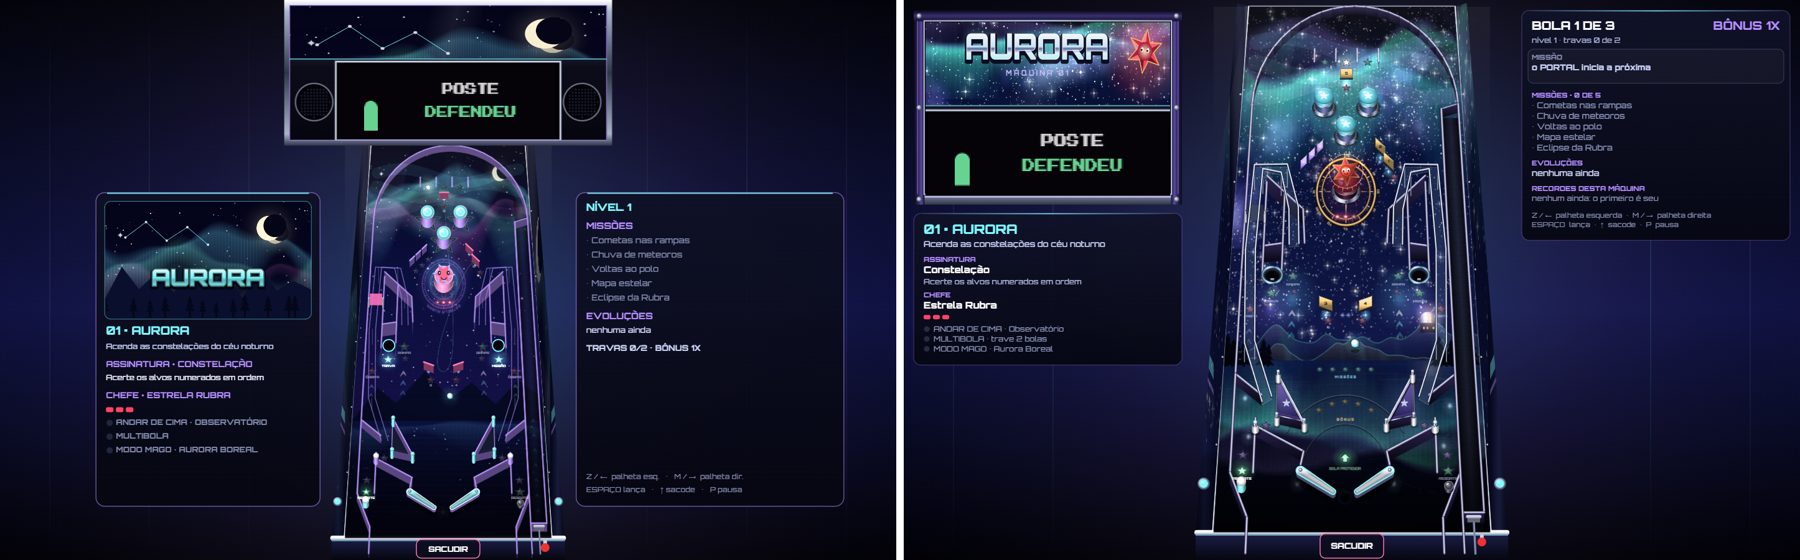 POSTE
DEFENDEU
AURORA
01 • AURORA
Acenda as constelações do céu noturno
ASSINATURA • CONSTELAÇÃO
Acerte os alvos numerados em ordem
CHEFE • ESTRELA RUBRA
ANDAR DE CIMA · OBSERVATÓRIO
MULTIBOLA
MODO MAGO · AURORA BOREAL
NÍVEL 1
MISSÕES
· Cometas nas rampas
· Chuva de meteoros
· Voltas ao polo
· Mapa estelar
· Eclipse da Rubra
EVOLUÇÕES
nenhuma ainda
TRAVAS 0/2 · BÔNUS 1X
Z / ← palheta esq. · M / → palheta dir.
ESPAÇO lança · ↑ sacode · P pausa
SACUDIR
AURORA
MÁQUINA 01
POSTE
DEFENDEU
01 • AURORA
Acenda as constelações do céu noturno
ASSINATURA
Constelação
Acerte os alvos numerados em ordem
CHEFE
Estrela Rubra
ANDAR DE CIMA · Observatório
MULTIBOLA · trave 2 bolas
MODO MAGO · Aurora Boreal
MISSÕES
BÔNUS
BOLA PROTEGIDA
SACUDIR
BOLA 1 DE 3 BÔNUS 1X
nível 1 · travas 0 de 2
MISSÃO
o PORTAL inicia a próxima
MISSÕES • 0 DE 5
· Cometas nas rampas
· Chuva de meteoros
· Voltas ao polo
· Mapa estelar
· Eclipse da Rubra
EVOLUÇÕES
nenhuma ainda
RECORDES DESTA MÁQUINA
nenhum ainda: o primeiro é seu
Z / ← palheta esquerda · M / → palheta direita
ESPAÇO lança · ↑ sacode · P pausa